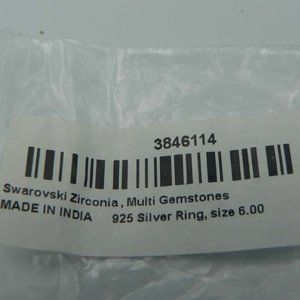 3846114
Swarovski Zirconia, Multi Gemstones
MADE IN INDIA 925 Silver Ring, size 6.00